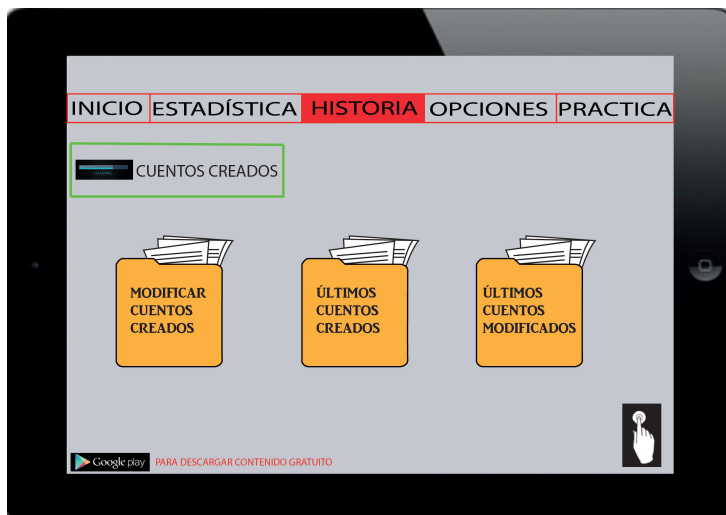 INICIO ESTADÍSTICA HISTORIA OPCIONES PRACTICA
LOADING...
CUENTOS CREADOS
MODIFICAR
CUENTOS
CREADOS
ÚLTIMOS
CUENTOS
CREADOS
ÚLTIMOS
CUENTOS
MODIFICADOS
Google play PARA DESCARGAR CONTENIDO GRATUITO